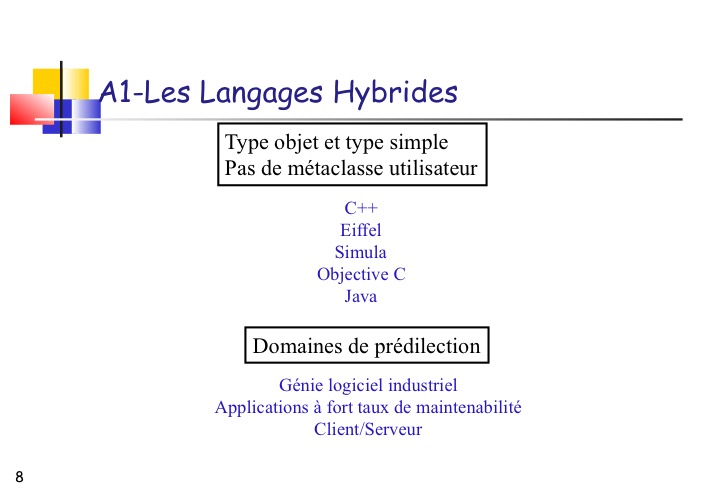 A1-Les Langages Hybrides
Type objet et type simple
Pas de métaclasse utilisateur
C++
Eiffel
Simula
Objective C
Java
Domaines de prédilection
Génie logiciel industriel
Applications à fort taux de maintenabilité
Client/Serveur
8